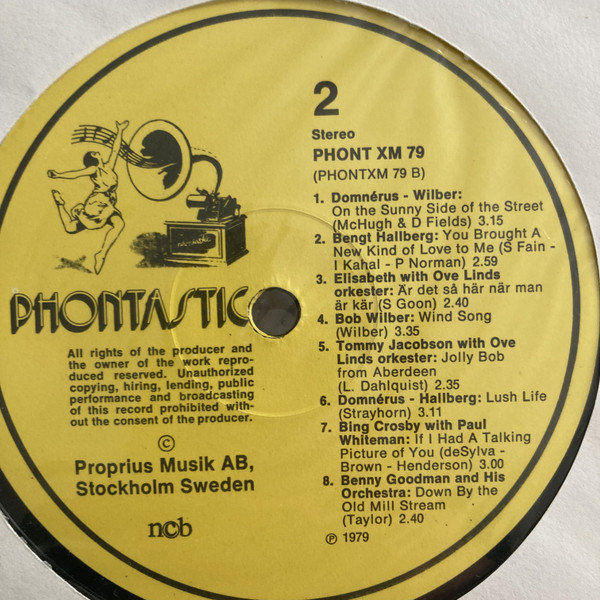 2
Stereo
PHONT XM 79
(PHONTXM 79 B)
1. Domnérus - Wilber:
On the Sunny Side of the Street
(McHugh & D Fields) 3.15
2. Bengt Hallberg: You Brought A
New Kind of Love to Me (S Fain -
I Kahal - P Norman) 2.59
3. Elisabeth with Ove Linds
orkester: Är det så här när man
är kär (S Goon) 2.40
4. Bob Wilber: Wind Song
(Wilber) 3.35
5. Tommy Jacobson with Ove
Linds orkester: Jolly Bob
from Aberdeen
(L. Dahlquist) 2.35
6. Domnérus - Hallberg: Lush Life
(Strayhorn) 3.11
7. Bing Crosby with Paul
Whiteman: If I Had A Talking
Picture of You (deSylva -
Brown - Henderson) 3.00
8. Benny Goodman and His
Orchestra: Down By the
Old Mill Stream
(Taylor) 2.40
℗ 1979
PHONTASTIC
All rights of the producer and
the owner of the work repro-
duced reserved. Unauthorized
copying, hiring, lending, public
performance and broadcasting
of this record prohibited with-
out the consent of the producer.
©
Proprius Musik AB,
Stockholm Sweden
ncb